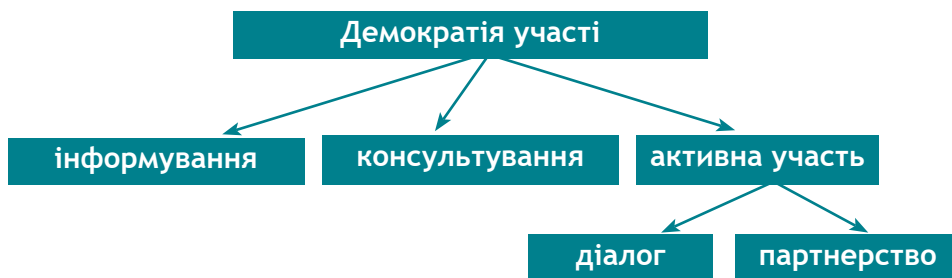 Демократія участі
інформування
консультування
активна участь
діалог
партнерство